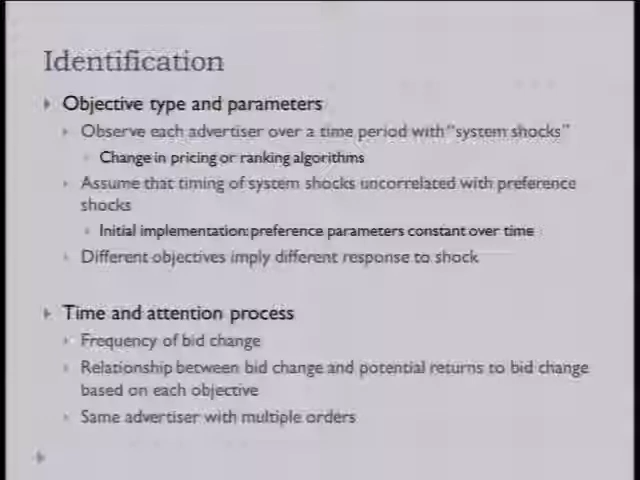 Identification
Objective type and parameters
Observe each advertiser over a time period with "system shocks"
Change in pricing or ranking algorithms
Assume that timing of system shocks uncorrelated with preference
shocks
Initial implementation: preference parameters constant over time
Different objectives imply different response to shock
Time and attention process
Frequency of bid change
Relationship between bid change and potential returns to bid change
based on each objective
Same advertiser with multiple orders